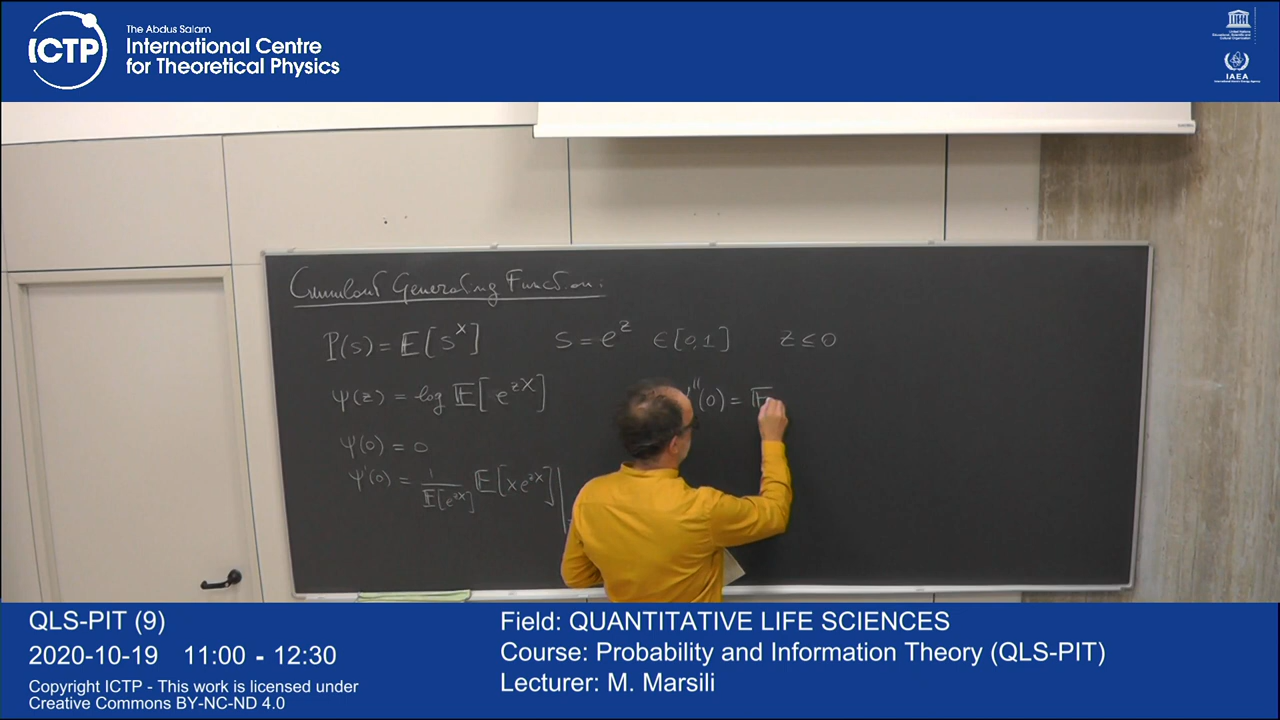 ICTP
The Abdus Salam
International Centre
for Theoretical Physics
IAEA
Cumulant Generating Function:
P(s) = E[s^X] s = e^z ∈ [0,1] z ≤ 0
ψ(z) = log E[e^{zX}] ''(0) = E
ψ(0) = 0
ψ'(0) = 1/E[e^{zX}] E[Xe^{zX}]|
QLS-PIT (9)
2020-10-19 11:00 - 12:30
Copyright ICTP - This work is licensed under
Creative Commons BY-NC-ND 4.0
Field: QUANTITATIVE LIFE SCIENCES
Course: Probability and Information Theory (QLS-PIT)
Lecturer: M. Marsili